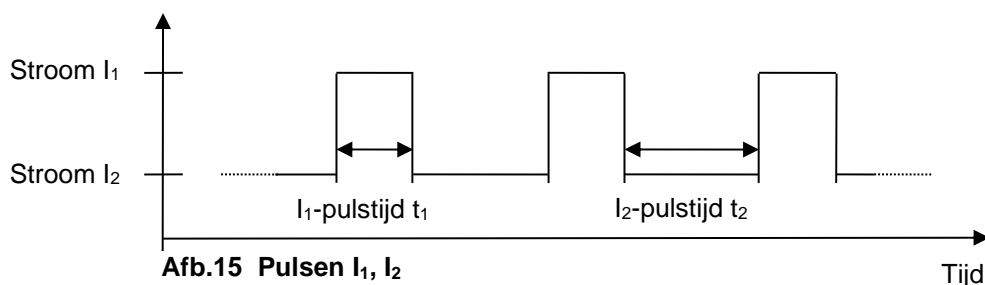 Stroom I₁
Stroom I₂
I₁-pulstijd t₁ I₂-pulstijd t₂
Afb.15 Pulsen I₁, I₂
Tijd